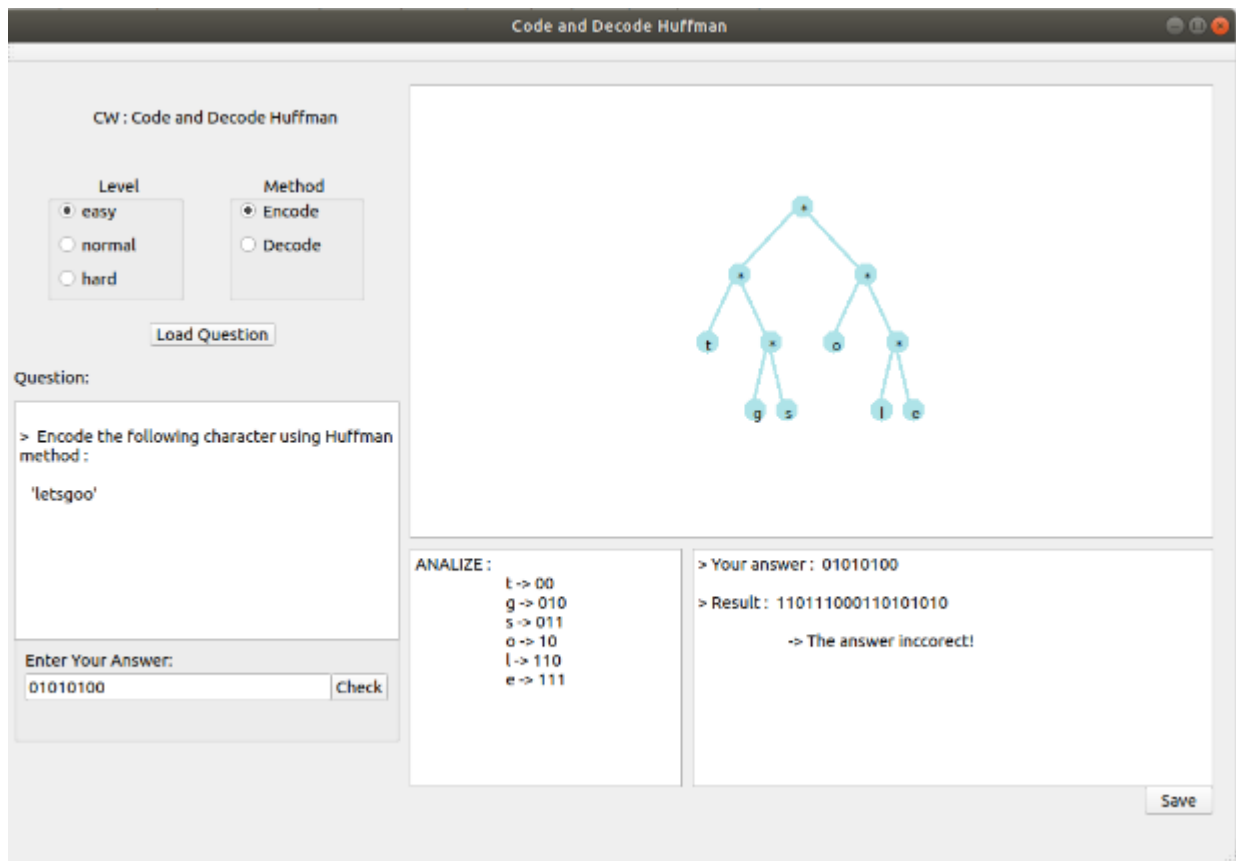 Code and Decode Huffman
CW : Code and Decode Huffman
Level
easy
normal
hard
Method
Encode
Decode
Load Question
Question:
> Encode the following character using Huffman
method :
'letsgoo'
Enter Your Answer:
01010100
Check
*
*
*
t
*
o
*
g
s
l
e
ANALIZE :
t -> 00
g -> 010
s -> 011
o -> 10
l -> 110
e -> 111
> Your answer : 01010100
> Result : 110111000110101010
-> The answer inccorect!
Save